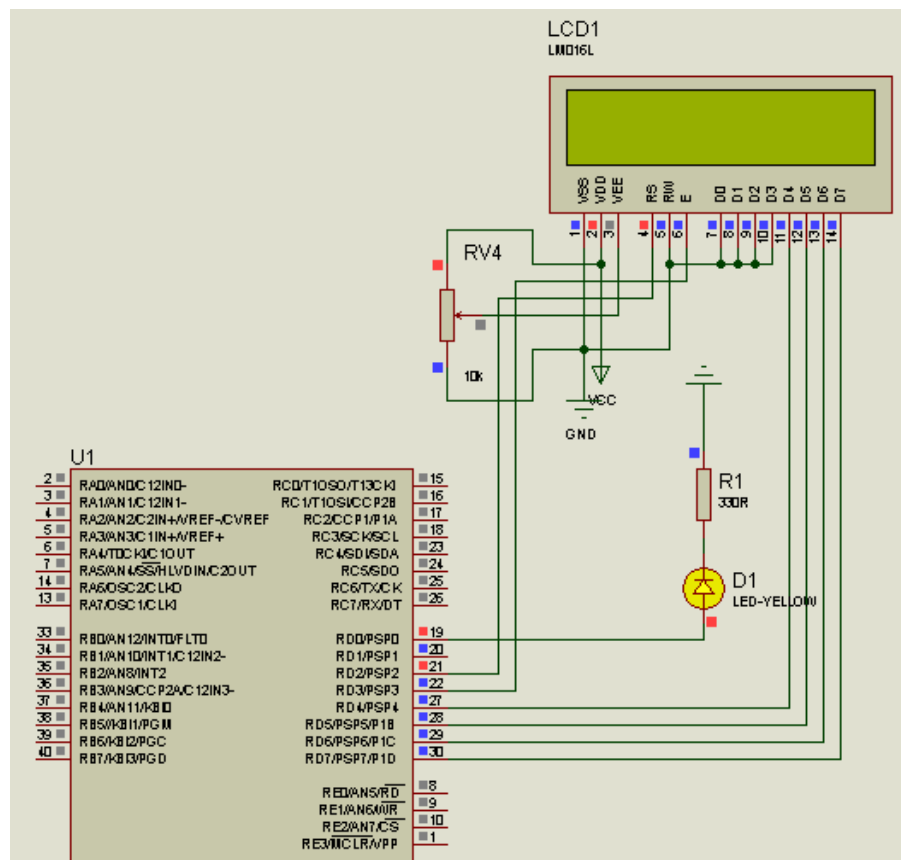 LCD1
LM016L
VSS VDD VEE RS RW E D0 D1 D2 D3 D4 D5 D6 D7
1 2 3 4 5 6 7 8 9 10 11 12 13 14
RV4
10k
VCC
GND
R1
330R
D1
LED-YELLOW
U1
2 RA0/AN0/C12IN0- RC0/T1OSO/T13CKI 15
3 RA1/AN1/C12IN1- RC1/T1OSI/CCP2B 16
4 RA2/AN2/C2IN+/VREF-/CVREF RC2/CCP1/P1A 17
5 RA3/AN3/C1IN+/VREF+ RC3/SCK/SCL 18
6 RA4/T0CKI/C1OUT RC4/SDI/SDA 23
7 RA5/AN4/SS/HLVDIN/C2OUT RC5/SDO 24
14 RA6/OSC2/CLKO RC6/TX/CK 25
13 RA7/OSC1/CLKI RC7/RX/DT 26
33 RB0/AN12/INT0/FLT0 RD0/PSP0 19
34 RB1/AN10/INT1/C12IN2- RD1/PSP1 20
35 RB2/AN8/INT2 RD2/PSP2 21
36 RB3/AN9/CCP2A/C12IN3- RD3/PSP3 22
37 RB4/AN11/KBI0 RD4/PSP4 27
38 RB5/KBI1/PGM RD5/PSP5/P1B 28
39 RB6/KBI2/PGC RD6/PSP6/P1C 29
40 RB7/KBI3/PGD RD7/PSP7/P1D 30
RE0/AN5/RD 8
RE1/AN6/WR 9
RE2/AN7/CS 10
RE3/MCLR/VPP 1